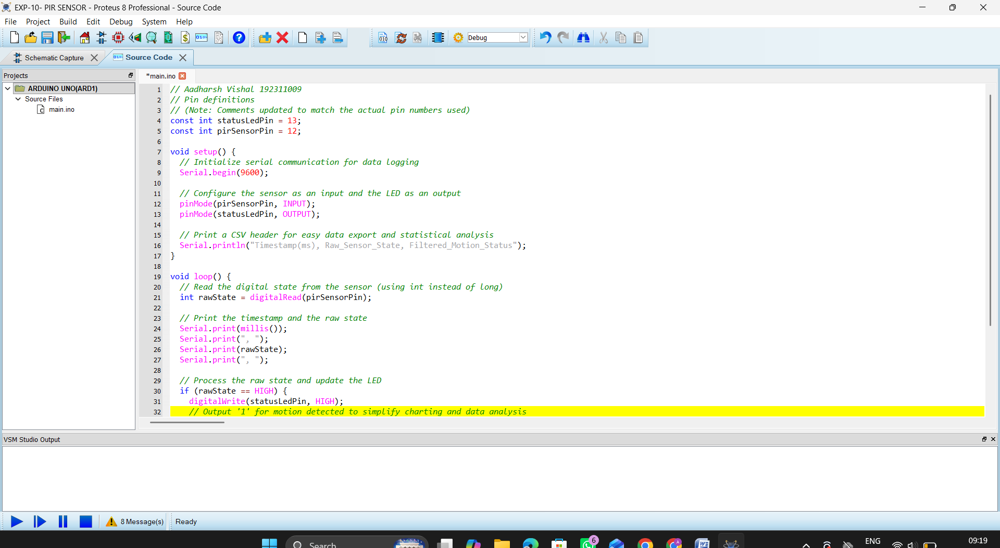 EXP-10- PIR SENSOR - Proteus 8 Professional - Source Code
File Project Build Edit Debug System Help
Debug
Schematic Capture
Source Code
Projects
ARDUINO UNO(ARD1)
Source Files
main.ino
*main.ino
1 // Aadharsh Vishal 192311009
2 // Pin definitions
3 // (Note: Comments updated to match the actual pin numbers used)
4 const int statusLedPin = 13;
5 const int pirSensorPin = 12;
6
7 void setup() {
8 // Initialize serial communication for data logging
9 Serial.begin(9600);
10
11 // Configure the sensor as an input and the LED as an output
12 pinMode(pirSensorPin, INPUT);
13 pinMode(statusLedPin, OUTPUT);
14
15 // Print a CSV header for easy data export and statistical analysis
16 Serial.println("Timestamp(ms), Raw_Sensor_State, Filtered_Motion_Status");
17 }
18
19 void loop() {
20 // Read the digital state from the sensor (using int instead of long)
21 int rawState = digitalRead(pirSensorPin);
22
23 // Print the timestamp and the raw state
24 Serial.print(millis());
25 Serial.print(", ");
26 Serial.print(rawState);
27 Serial.print(", ");
28
29 // Process the raw state and update the LED
30 if (rawState == HIGH) {
31 digitalWrite(statusLedPin, HIGH);
32 // Output '1' for motion detected to simplify charting and data analysis
VSM Studio Output
8 Message(s)
Ready
Search
6
ENG
09:19